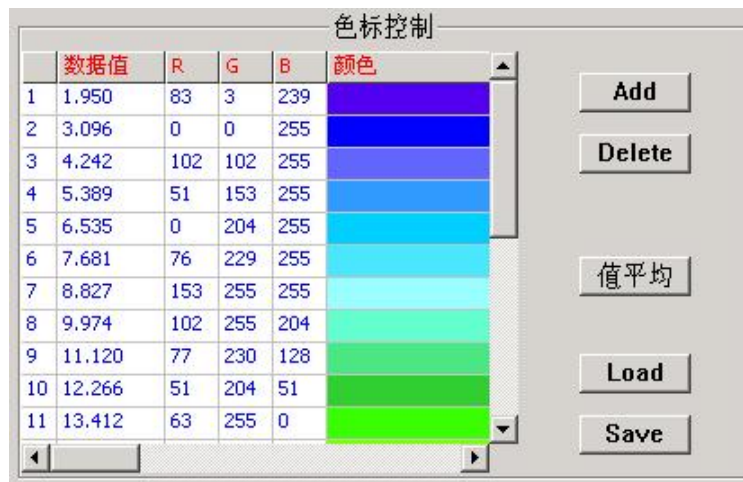 色标控制
数据值 R G B 颜色
1 1.950 83 3 239
2 3.096 0 0 255
3 4.242 102 102 255
4 5.389 51 153 255
5 6.535 0 204 255
6 7.681 76 229 255
7 8.827 153 255 255
8 9.974 102 255 204
9 11.120 77 230 128
10 12.266 51 204 51
11 13.412 63 255 0
Add
Delete
值平均
Load
Save